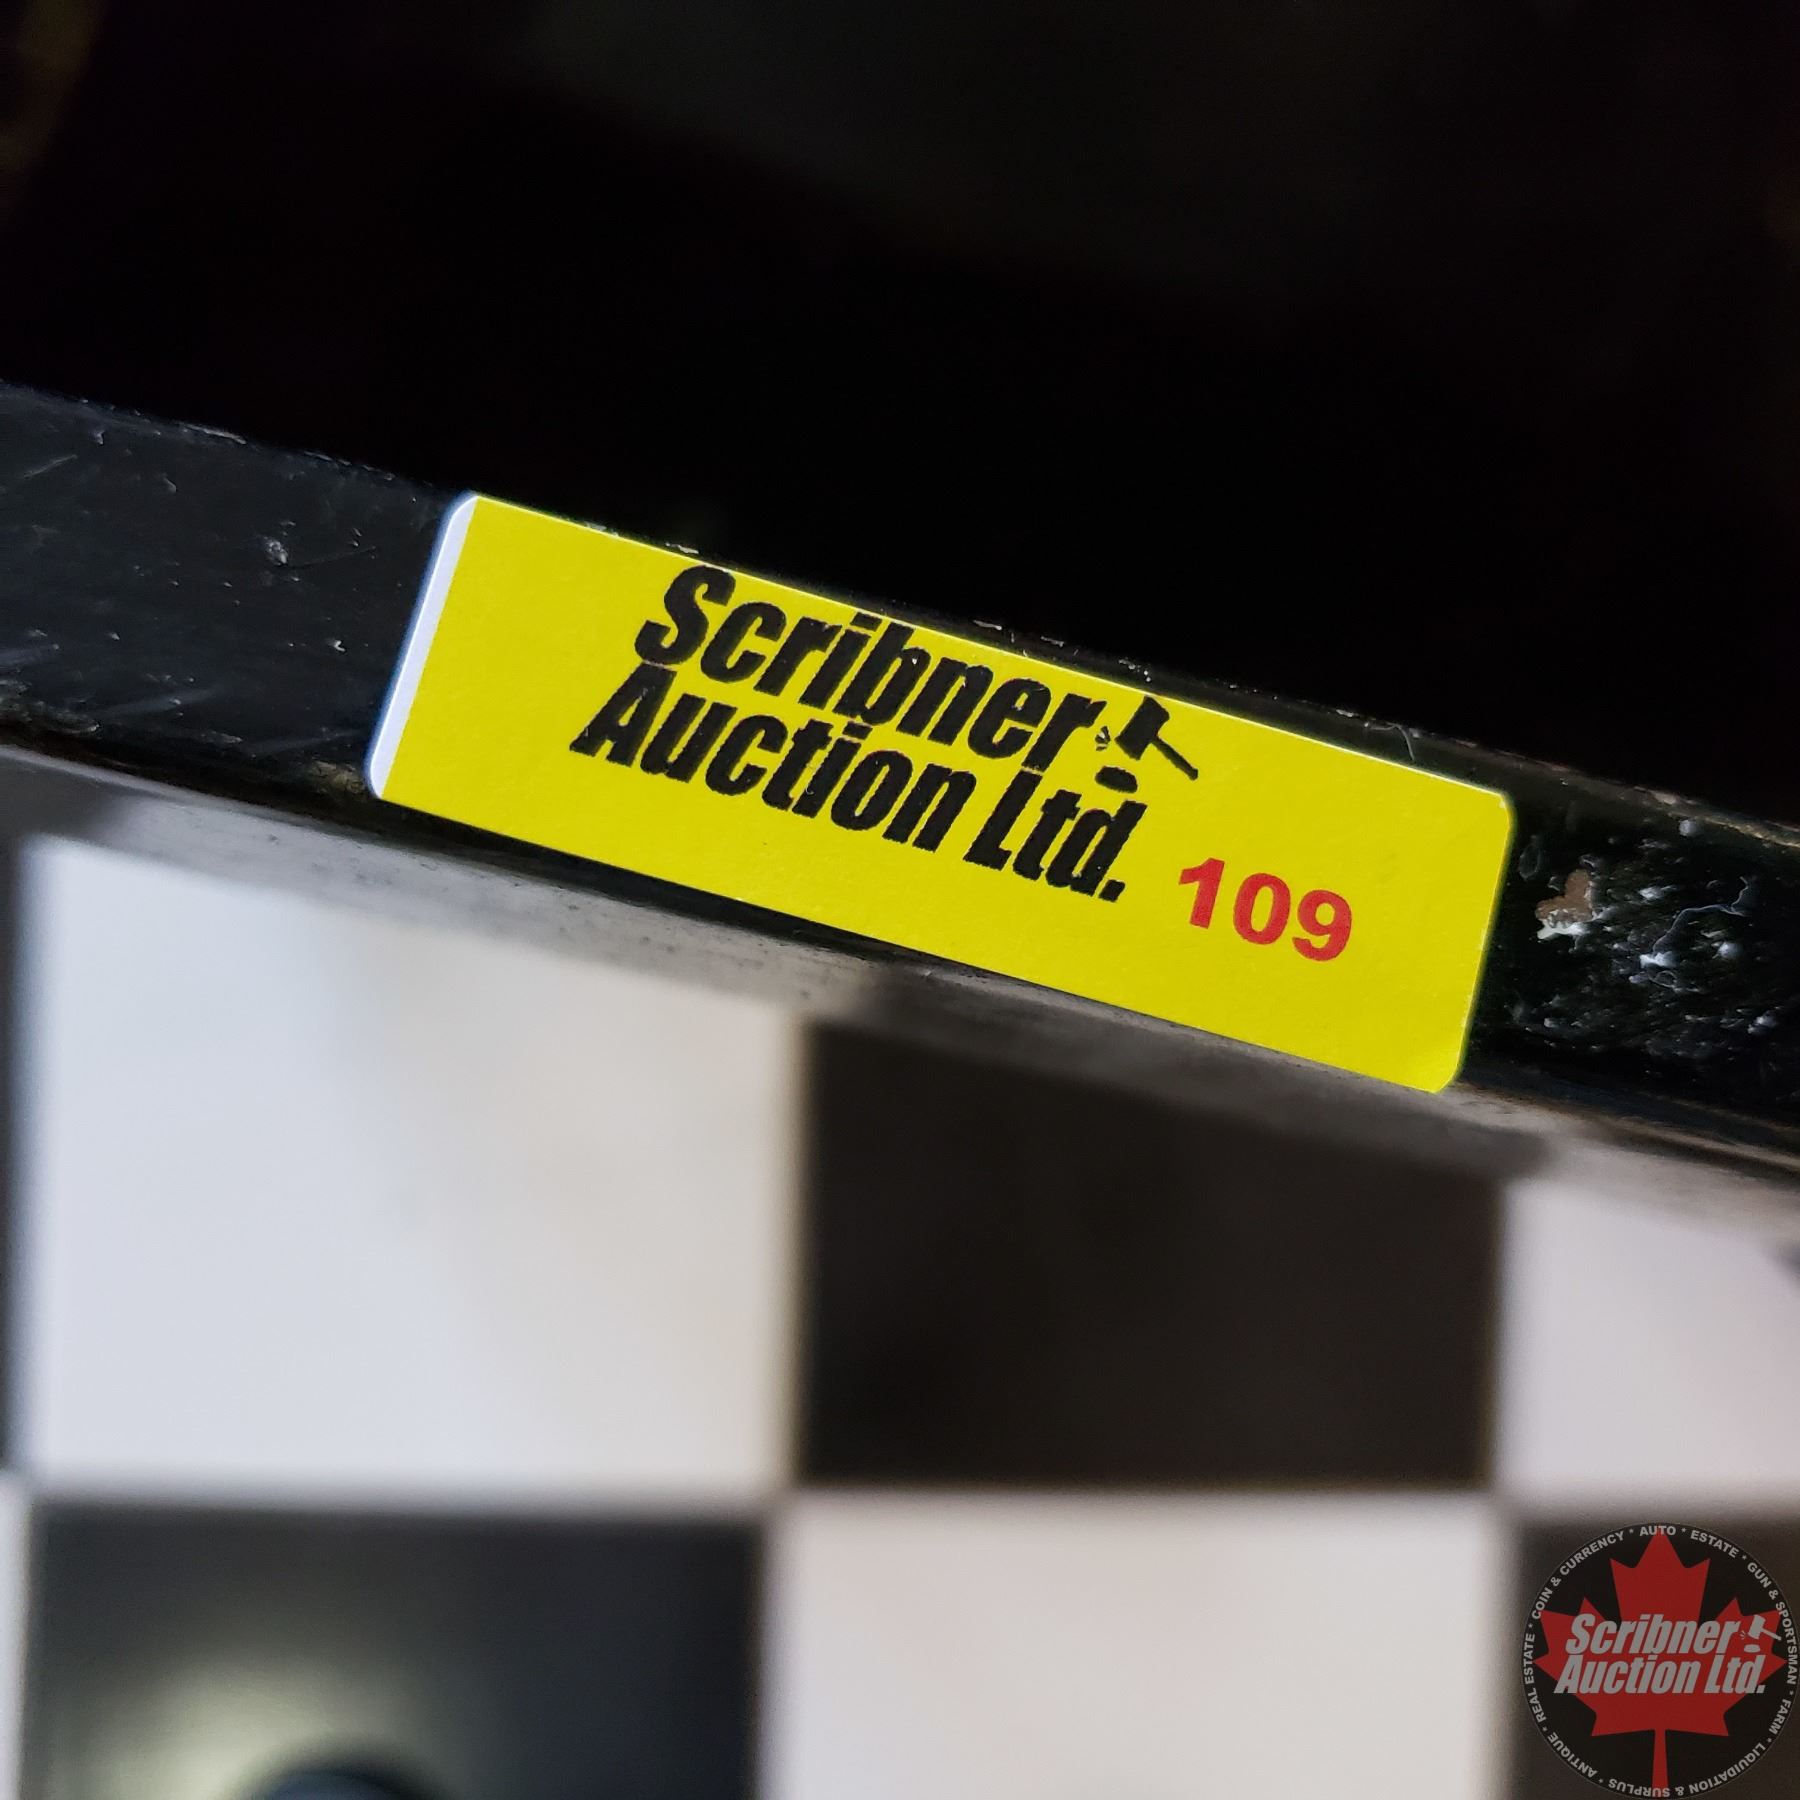 Scribner
Auction Ltd.
109
COIN & CURRENCY * AUTO * ESTATE * GUN & SPORTSMAN * FARM * LIQUIDATION & SURPLUS * ANTIQUE * REAL ESTATE *
Scribner
Auction Ltd.